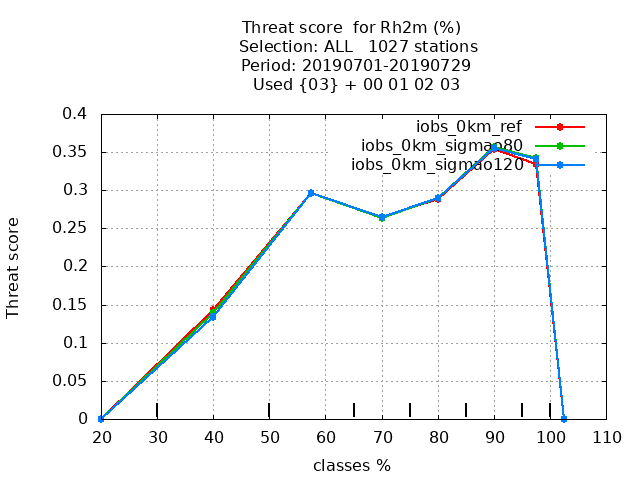 Threat score  for Rh2m (%)
Selection: ALL   1027 stations
Period: 20190701-20190729
Used {03} + 00 01 02 03
iobs_0km_ref
iobs_0km_sigmao80
iobs_0km_sigmao120
Threat score
0.4
0.35
0.3
0.25
0.2
0.15
0.1
0.05
0
20 30 40 50 60 70 80 90 100 110
classes %